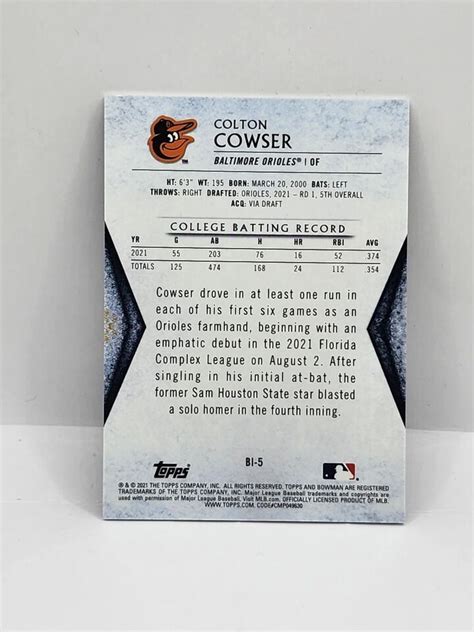 COLTON
COWSER
BALTIMORE ORIOLES® | OF
HT: 6'3" WT: 195 BORN: MARCH 20, 2000 BATS: LEFT
THROWS: RIGHT DRAFTED: ORIOLES, 2021 – RD 1, 5TH OVERALL
ACQ: VIA DRAFT
COLLEGE BATTING RECORD
YR G AB H HR RBI AVG
2021 55 203 76 16 52 .374
TOTALS 125 474 168 24 112 .354
Cowser drove in at least one run in
each of his first six games as an
Orioles farmhand, beginning with an
emphatic debut in the 2021 Florida
Complex League on August 2. After
singling in his initial at-bat, the
former Sam Houston State star blasted
a solo homer in the fourth inning.
BI-5
Topps
® & © 2021 THE TOPPS COMPANY, INC. ALL RIGHTS RESERVED. TOPPS AND BOWMAN ARE REGISTERED
TRADEMARKS OF THE TOPPS COMPANY, INC. Major League Baseball trademarks and copyrights are
used with permission of Major League Baseball. Visit MLB.com. OFFICIALLY LICENSED PRODUCT OF MLB.
WWW.TOPPS.COM. CODE#CMP049630